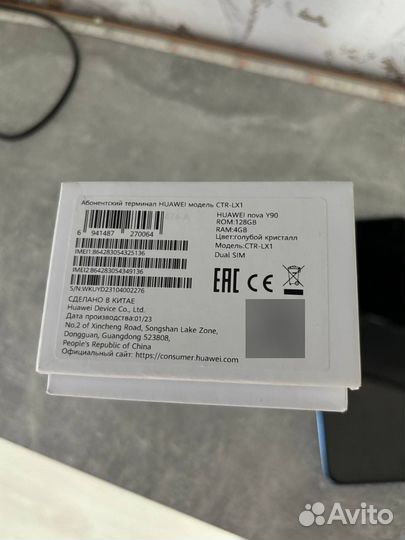 Абонентский терминал HUAWEI модель CTR-LX1
HUAWEI nova Y90
ROM:128GB
RAM:4GB
Цвет:голубой кристалл
Модель:CTR-LX1
Dual SIM
6 941487 270064
IMEI1:864283054325136
IMEI2:864283054349136
S/N:WKUYD23104002276
СДЕЛАНО В КИТАЕ
Huawei Device Co., Ltd.
Дата производства:01/23
No.2 of Xincheng Road, Songshan Lake Zone,
Dongguan, Guangdong 523808,
People's Republic of China
Официальный сайт: https://consumer.huawei.com
EAC CE
Avito